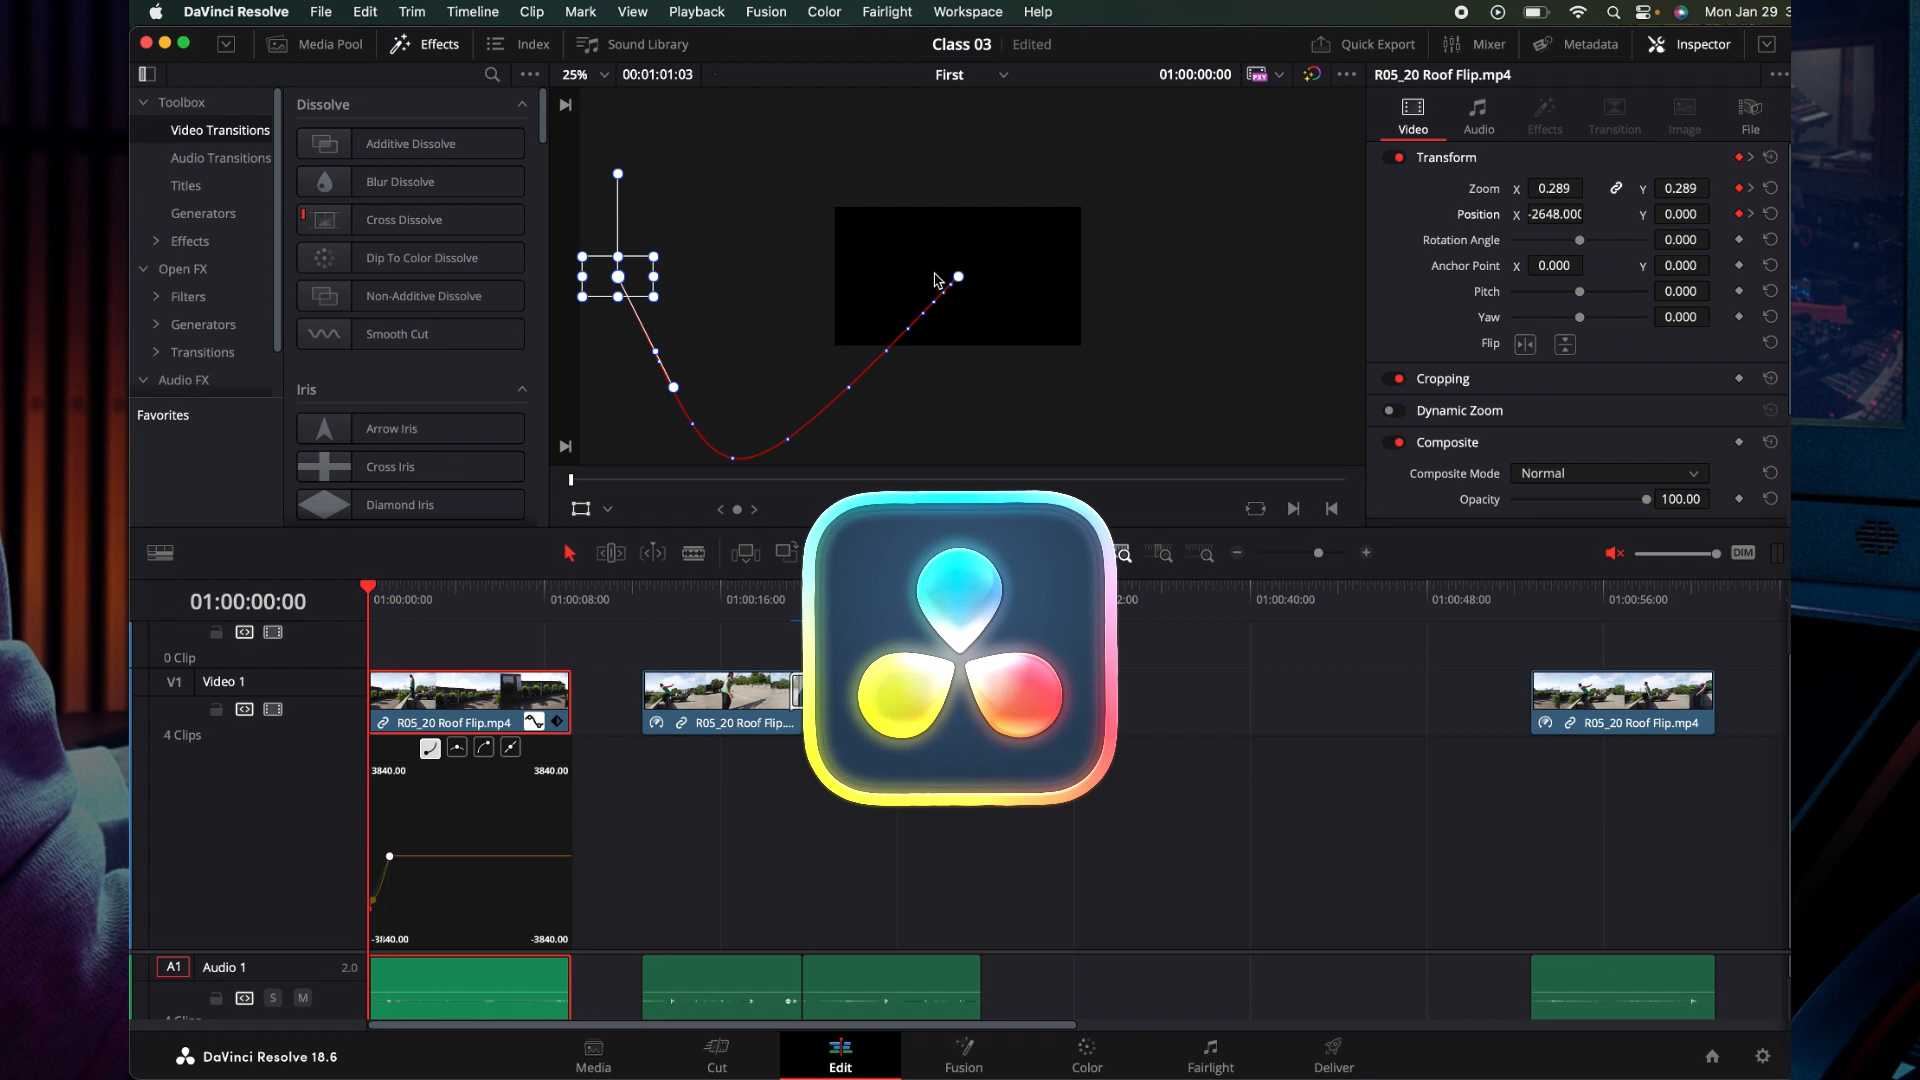 DaVinci Resolve File Edit Trim Timeline Clip Mark View Playback Fusion Color Fairlight Workspace Help Mon Jan 29
Media Pool Effects Index Sound Library Class 03 Edited Quick Export Mixer Metadata Inspector
25% 00:01:01:03 First 01:00:00:00 PXY R05_20 Roof Flip.mp4
Toolbox
Video Transitions
Audio Transitions
Titles
Generators
Effects
Open FX
Filters
Generators
Transitions
Audio FX
Favorites
Dissolve
Additive Dissolve
Blur Dissolve
Cross Dissolve
Dip To Color Dissolve
Non-Additive Dissolve
Smooth Cut
Iris
Arrow Iris
Cross Iris
Diamond Iris
Video Audio Effects Transition Image File
Transform
Zoom X 0.289 Y 0.289
Position X -2648.000 Y 0.000
Rotation Angle 0.000
Anchor Point X 0.000 Y 0.000
Pitch 0.000
Yaw 0.000
Flip
Cropping
Dynamic Zoom
Composite
Composite Mode Normal
Opacity 100.00
DIM
01:00:00:00
01:00:00:00 01:00:08:00 01:00:16:00 2:00 01:00:40:00 01:00:48:00 01:00:56:00
0 Clip
V1 Video 1
4 Clips
R05_20 Roof Flip.mp4 R05_20 Roof Flip.... R05_20 Roof Flip.mp4
3840.00 3840.00
-3840.00 -3840.00
A1 Audio 1 2.0
S M
DaVinci Resolve 18.6
Media Cut Edit Fusion Color Fairlight Deliver